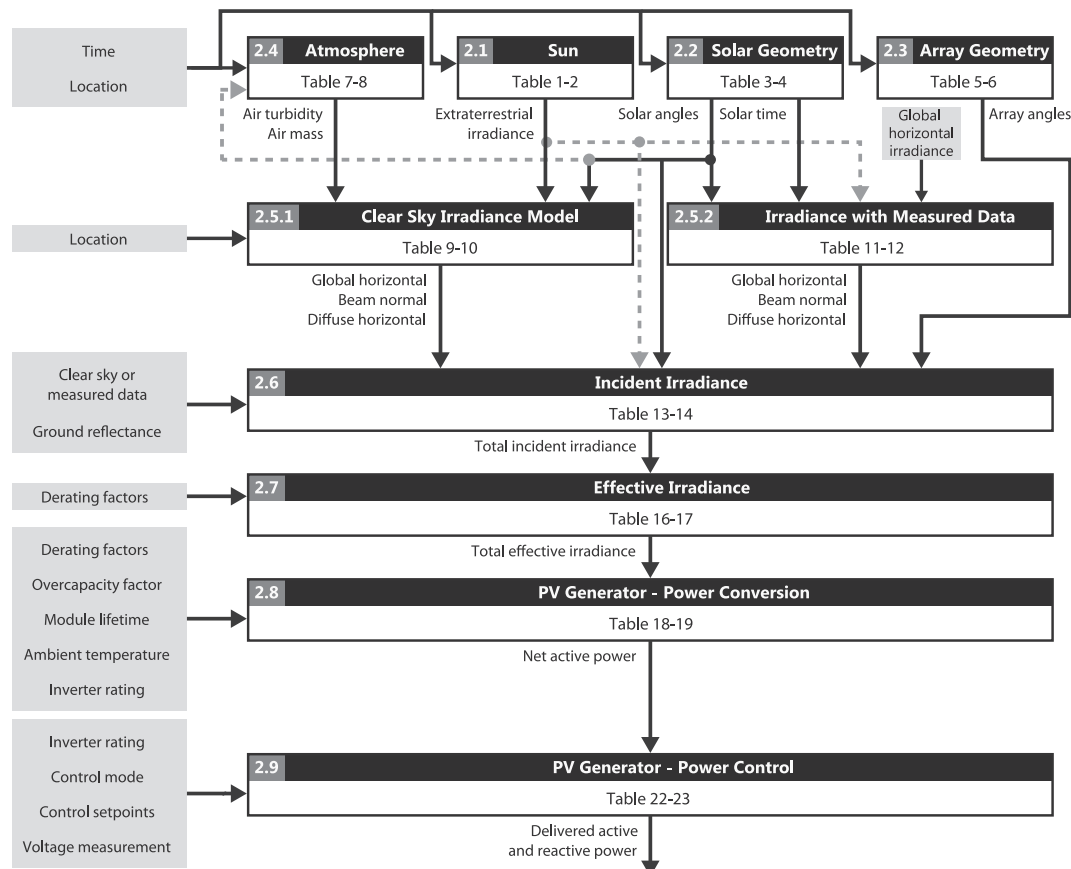 Time
Location
2.4 Atmosphere
Table 7-8
2.1 Sun
Table 1-2
2.2 Solar Geometry
Table 3-4
2.3 Array Geometry
Table 5-6
Air turbidity
Air mass
Extraterrestrial
irradiance
Solar angles
Solar time
Global
horizontal
irradiance
Array angles
Location
2.5.1 Clear Sky Irradiance Model
Table 9-10
2.5.2 Irradiance with Measured Data
Table 11-12
Global horizontal
Beam normal
Diffuse horizontal
Global horizontal
Beam normal
Diffuse horizontal
Clear sky or
measured data
Ground reflectance
2.6 Incident Irradiance
Table 13-14
Total incident irradiance
Derating factors
2.7 Effective Irradiance
Table 16-17
Total effective irradiance
Derating factors
Overcapacity factor
Module lifetime
Ambient temperature
Inverter rating
2.8 PV Generator - Power Conversion
Table 18-19
Net active power
Inverter rating
Control mode
Control setpoints
Voltage measurement
2.9 PV Generator - Power Control
Table 22-23
Delivered active
and reactive power